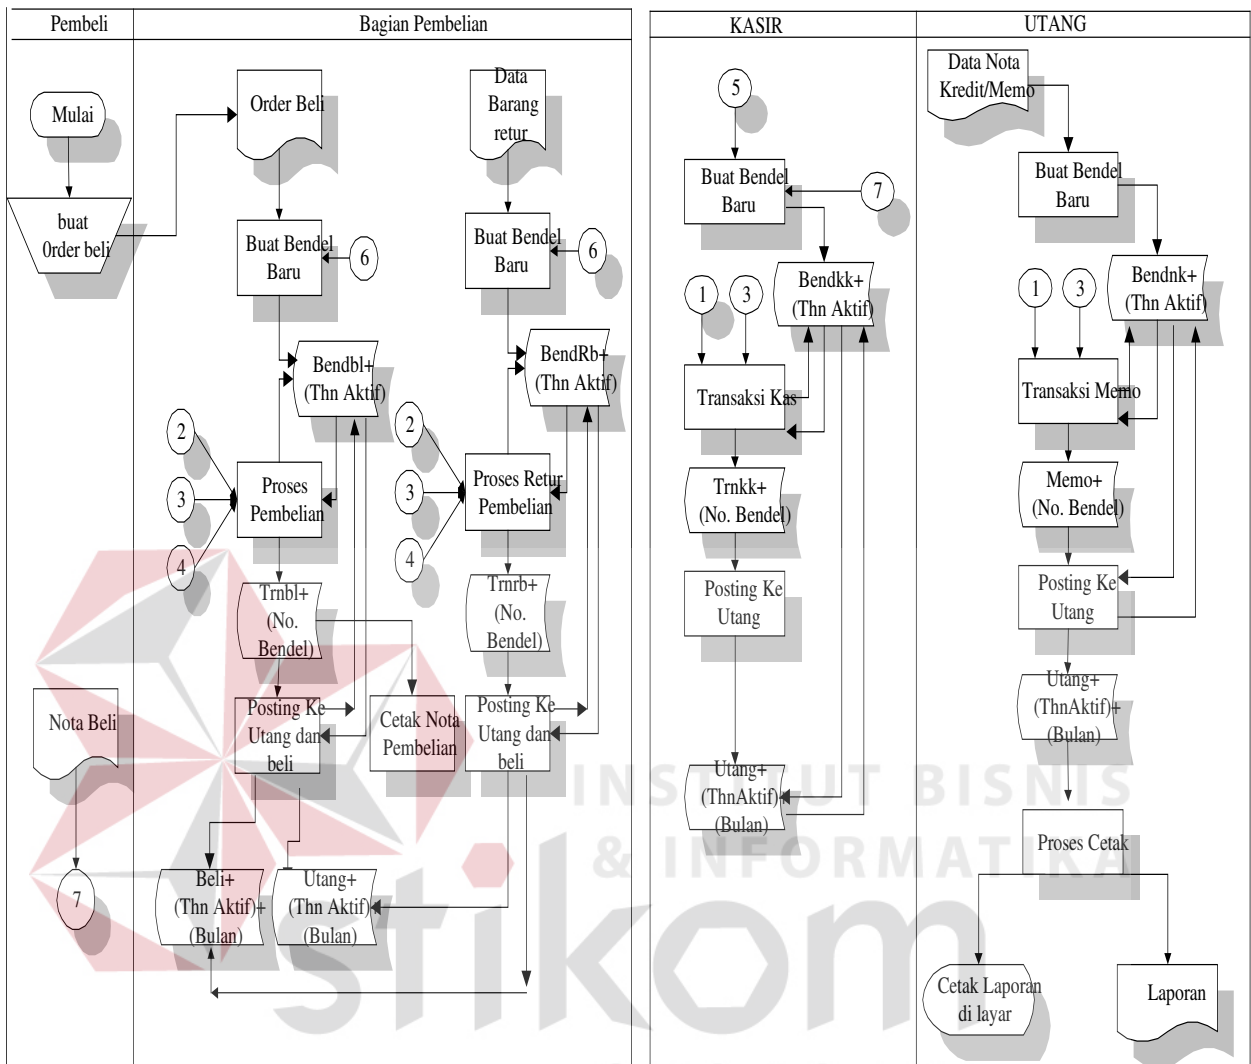 Pembeli
Bagian Pembelian
KASIR
UTANG
Mulai
buat
0rder beli
Nota Beli
7
Order Beli
Buat Bendel
Baru
6
Bendbl+
(Thn Aktif)
2
3
4
Proses
Pembelian
Trnbl+
(No.
Bendel)
Posting Ke
Utang dan
beli
Cetak Nota
Pembelian
Beli+
(Thn Aktif)+
(Bulan)
Utang+
(Thn Aktif)+
(Bulan)
Data
Barang
retur
Buat Bendel
Baru
6
BendRb+
(Thn Aktif)
2
3
4
Proses Retur
Pembelian
Trnrb+
(No.
Bendel)
Posting Ke
Utang dan
beli
5
Buat Bendel
Baru
7
Bendkk+
(Thn Aktif)
1
3
Transaksi Kas
Trnkk+
(No. Bendel)
Posting Ke
Utang
Utang+
(ThnAktif)+
(Bulan)
Data Nota
Kredit/Memo
Buat Bendel
Baru
Bendnk+
(Thn Aktif)
1
3
Transaksi Memo
Memo+
(No. Bendel)
Posting Ke
Utang
Utang+
(ThnAktif)+
(Bulan)
Proses Cetak
Cetak Laporan
di layar
Laporan
INSTITUT BISNIS
& INFORMATIKA
stikom